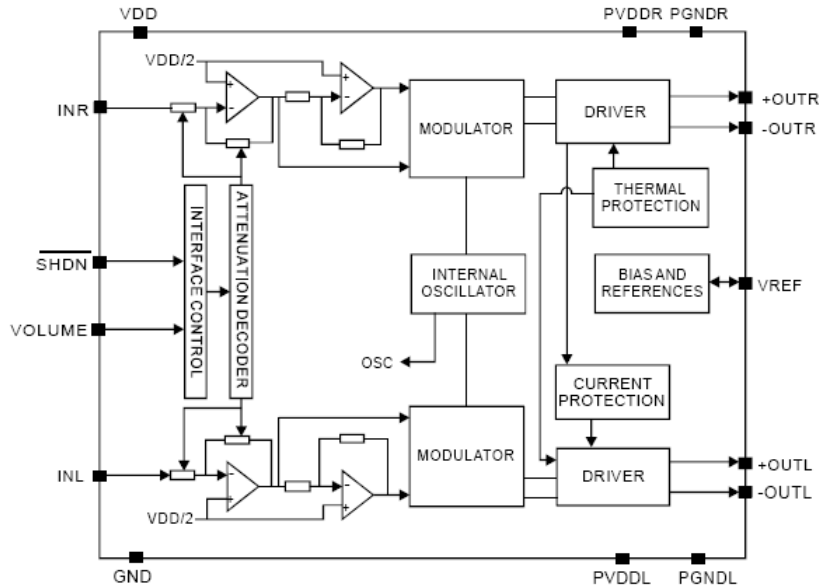 VDD
PVDDR
PGNDR
VDD/2
+
-
+
-
INR
MODULATOR
DRIVER
+OUTR
-OUTR
THERMAL
PROTECTION
INTERFACE CONTROL
ATTENUATION DECODER
SHDN
INTERNAL
OSCILLATOR
BIAS AND
REFERENCES
VREF
VOLUME
OSC
CURRENT
PROTECTION
MODULATOR
DRIVER
+OUTL
-OUTL
INL
-
+
-
+
VDD/2
GND
PVDDL
PGNDL